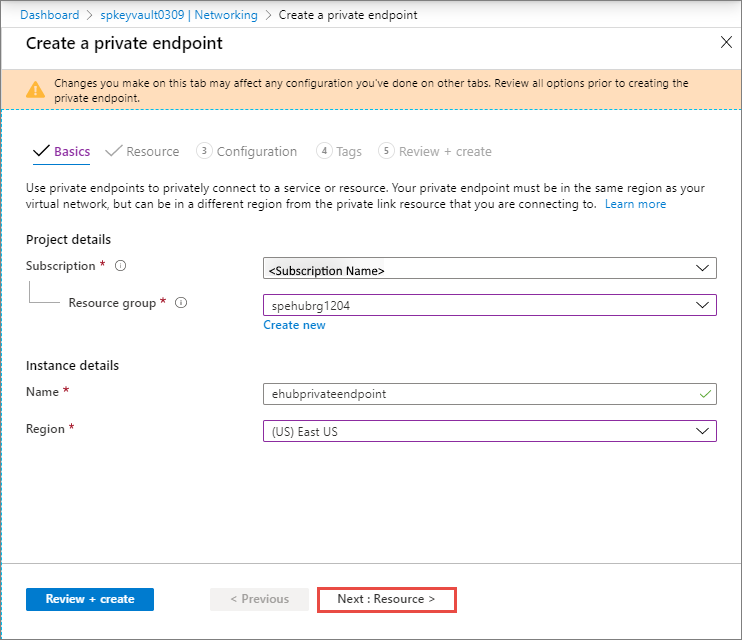 Dashboard > spkeyvault0309 | Networking > Create a private endpoint
Create a private endpoint
Changes you make on this tab may affect any configuration you've done on other tabs. Review all options prior to creating the
private endpoint.
Basics Resource 3 Configuration 4 Tags 5 Review + create
Use private endpoints to privately connect to a service or resource. Your private endpoint must be in the same region as your
virtual network, but can be in a different region from the private link resource that you are connecting to. Learn more
Project details
Subscription * <Subscription Name>
Resource group * spehubrg1204
Create new
Instance details
Name * ehubprivateendpoint
Region * (US) East US
Review + create < Previous Next : Resource >